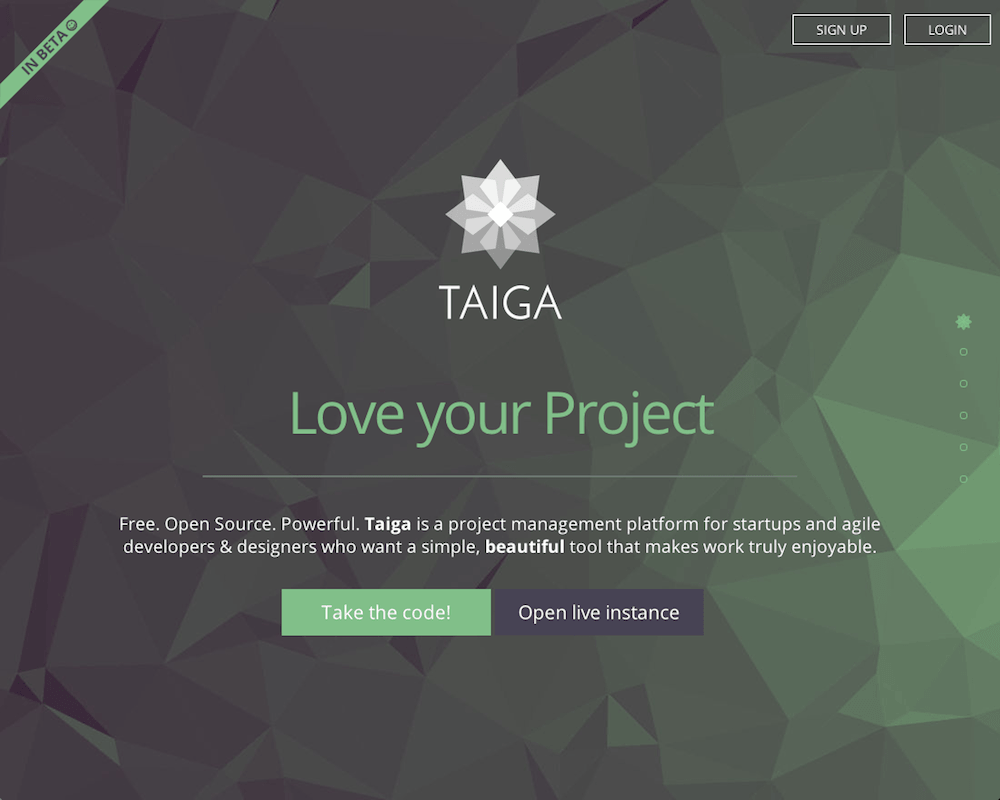 IN BETA
SIGN UP
LOGIN
TAIGA
Love your Project
Free. Open Source. Powerful. Taiga is a project management platform for startups and agile
developers & designers who want a simple, beautiful tool that makes work truly enjoyable.
Take the code!
Open live instance